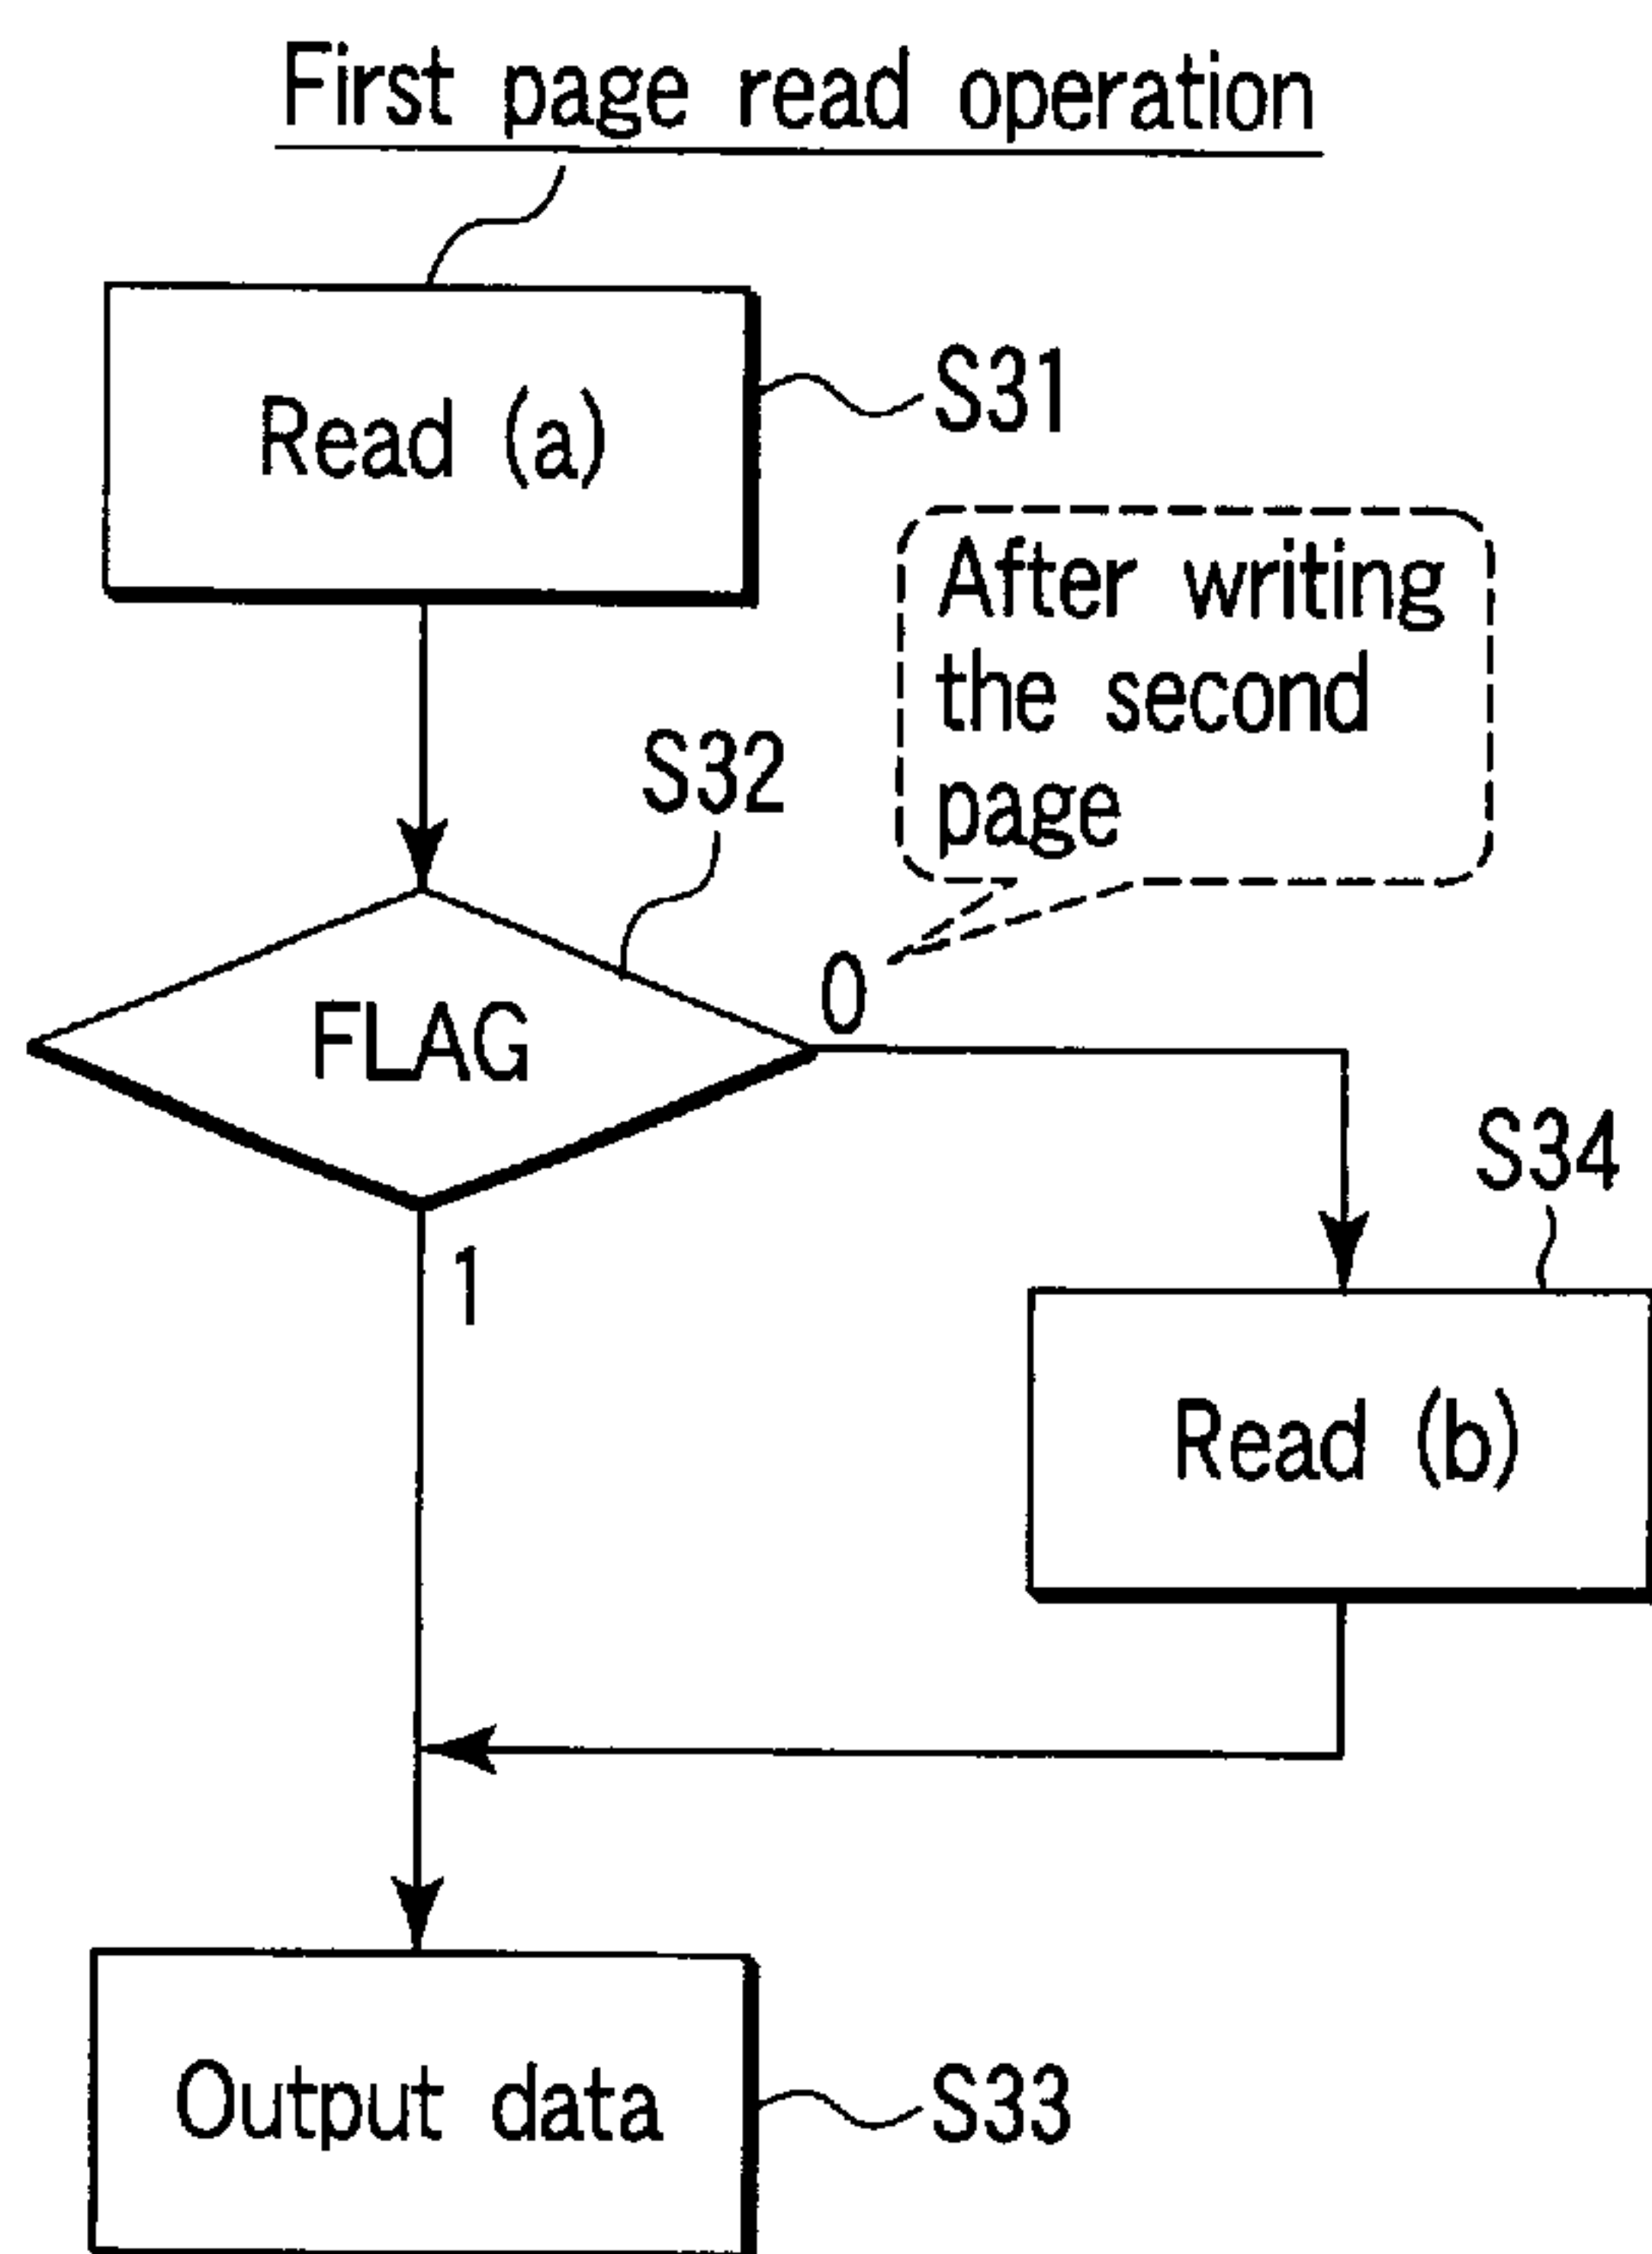 First page read operation
Read (a)
S31
After writing
the second
page
S32
0
FLAG
S34
1
Read (b)
Output data
S33